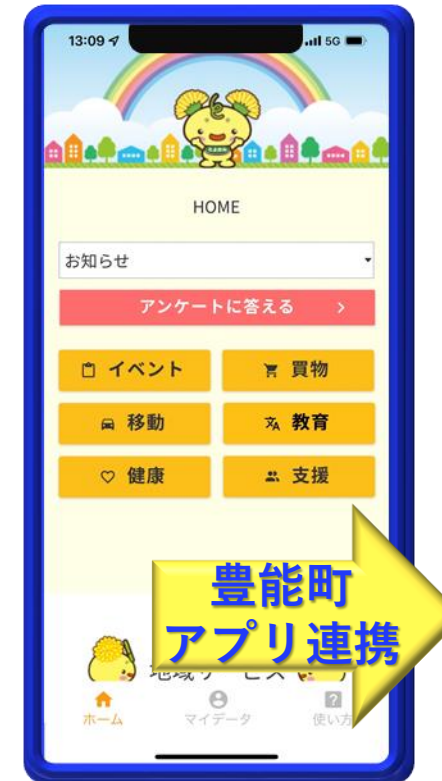 13:09
5G
HOME
お知らせ
アンケートに答える
イベント
買物
移動
教育
健康
支援
豊能町
アプリ連携
ホーム
マイデータ
使い方